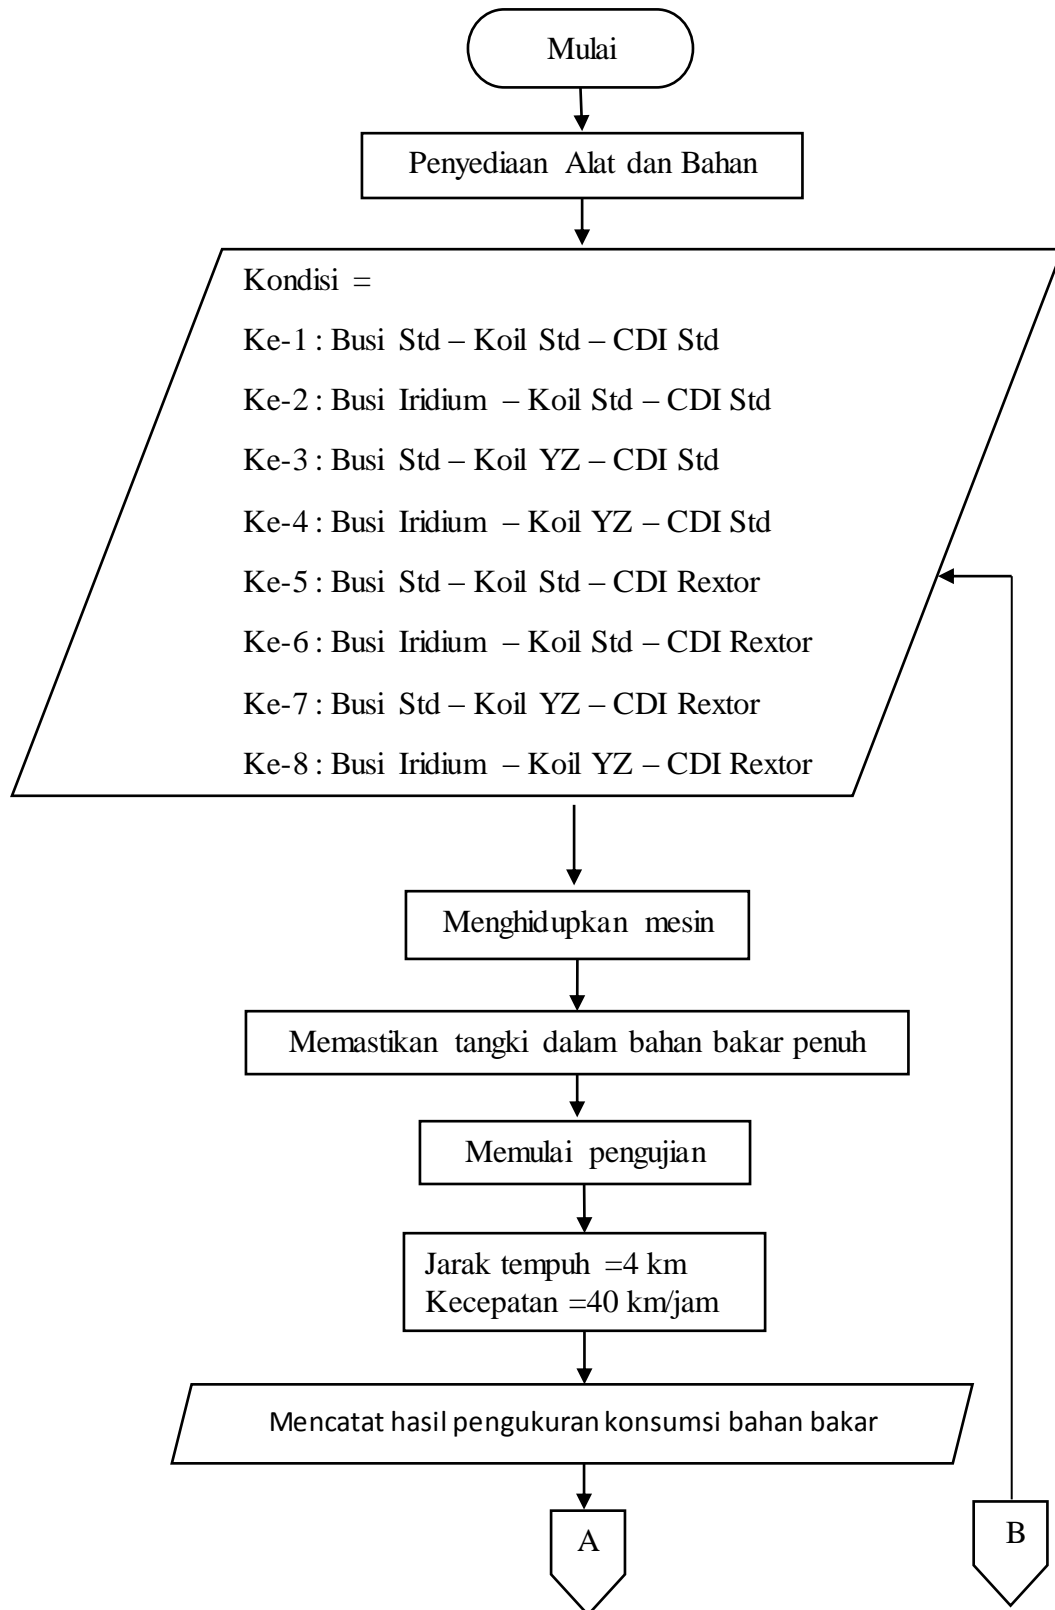 Mulai
Penyediaan Alat dan Bahan
Kondisi =
Ke-1 : Busi Std – Koil Std – CDI Std
Ke-2 : Busi Iridium – Koil Std – CDI Std
Ke-3 : Busi Std – Koil YZ – CDI Std
Ke-4 : Busi Iridium – Koil YZ – CDI Std
Ke-5 : Busi Std – Koil Std – CDI Rextor
Ke-6 : Busi Iridium – Koil Std – CDI Rextor
Ke-7 : Busi Std – Koil YZ – CDI Rextor
Ke-8 : Busi Iridium – Koil YZ – CDI Rextor
Menghidupkan mesin
Memastikan tangki dalam bahan bakar penuh
Memulai pengujian
Jarak tempuh =4 km
Kecepatan =40 km/jam
Mencatat hasil pengukuran konsumsi bahan bakar
A
B